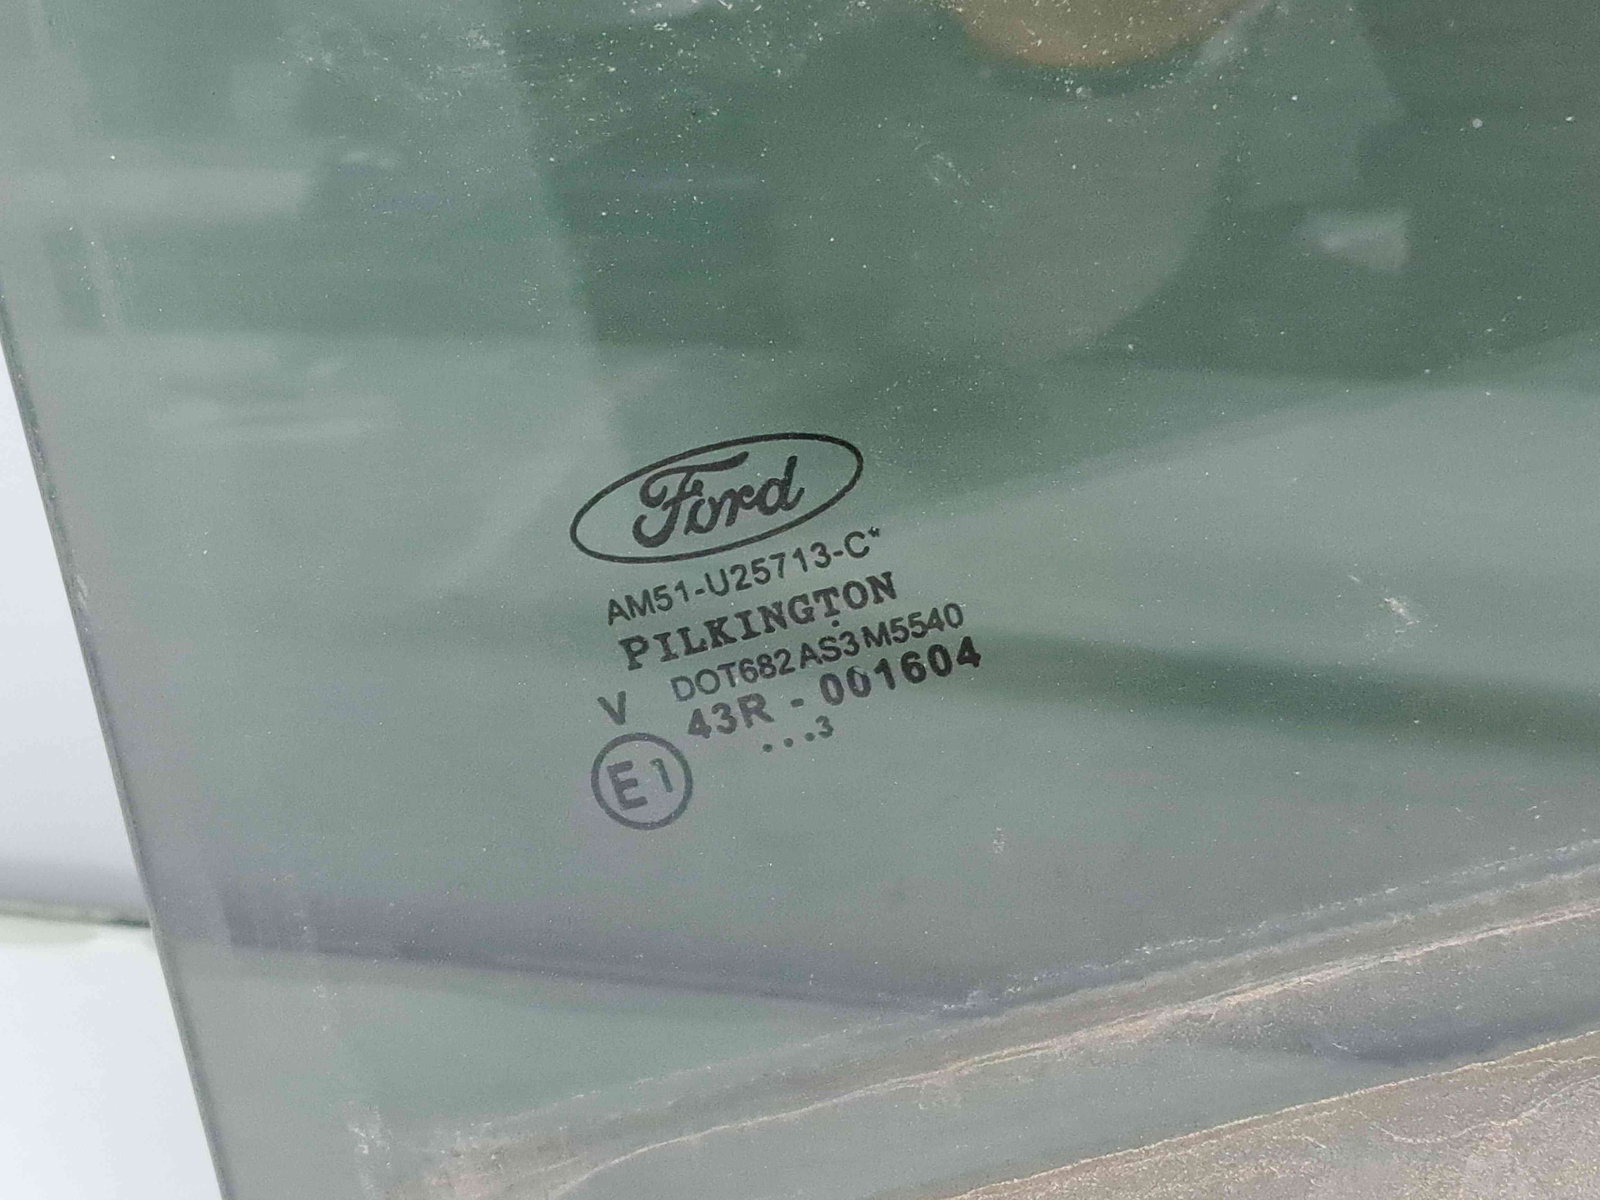 Ford
AM51-U25713-C*
PILKINGTON
DOT682 AS3 M5540
V 43R - 001604
...3
E1